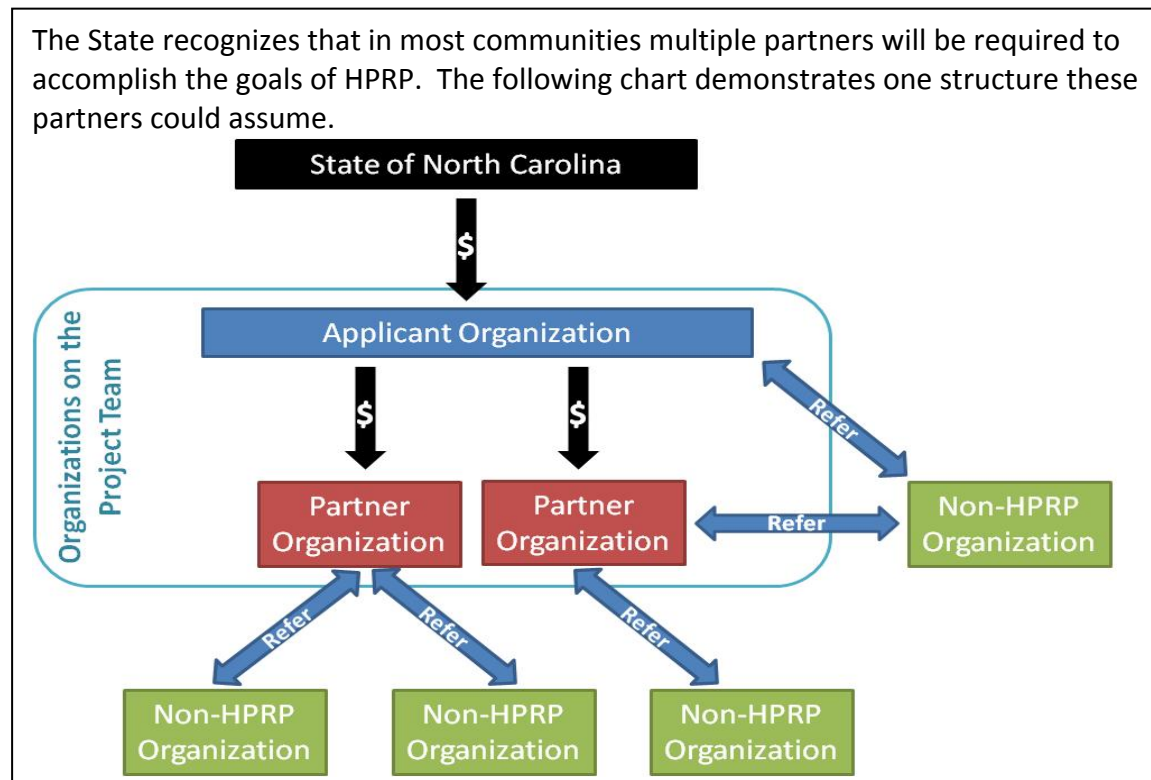 The State recognizes that in most communities multiple partners will be required to
accomplish the goals of HPRP.  The following chart demonstrates one structure these
partners could assume.
State of North Carolina
$
Organizations on the
Project Team
Applicant Organization
$
$
Refer
Partner
Organization
Partner
Organization
Refer
Non-HPRP
Organization
Refer
Refer
Refer
Non-HPRP
Organization
Non-HPRP
Organization
Non-HPRP
Organization